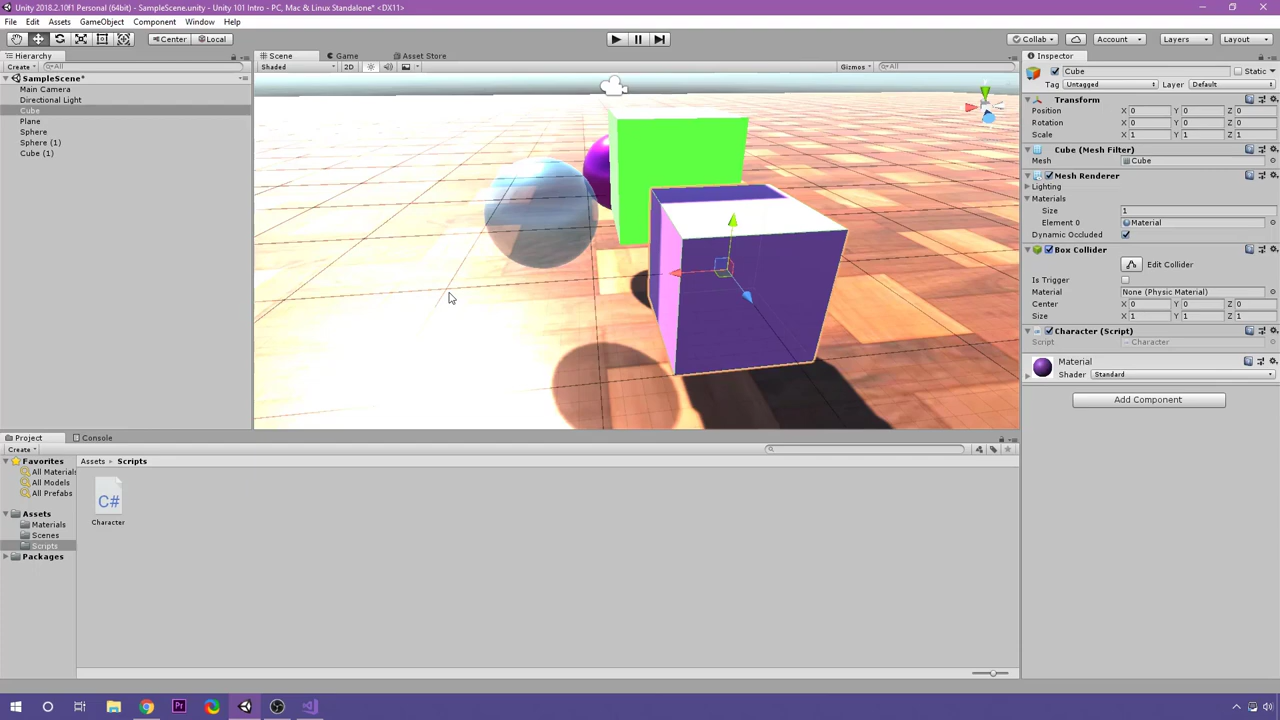 Unity 2018.2.10f1 Personal (64bit) - SampleScene.unity - Unity 101 Intro - PC, Mac & Linux Standalone* <DX11>
File Edit Assets GameObject Component Window Help
Center Local Collab Account Layers Layout
Hierarchy Scene Game Asset Store Inspector
Create All Shaded 2D Gizmos All
SampleScene*
Main Camera
Directional Light
Cube
Plane
Sphere
Sphere (1)
Cube (1)
Cube Static
Tag Untagged Layer Default
Transform
Position X 0 Y 0 Z 0
Rotation X 0 Y 0 Z 0
Scale X 1 Y 1 Z 1
Cube (Mesh Filter)
Mesh Cube
Mesh Renderer
Lighting
Materials
Size 1
Element 0 Material
Dynamic Occluded
Box Collider
Edit Collider
Is Trigger
Material None (Physic Material)
Center X 0 Y 0 Z 0
Size X 1 Y 1 Z 1
Character (Script)
Script Character
Material
Shader Standard
Add Component
Project Console
Create
Favorites
All Materials
All Models
All Prefabs
Assets
Materials
Scenes
Scripts
Packages
Assets Scripts
C#
Character
Pr